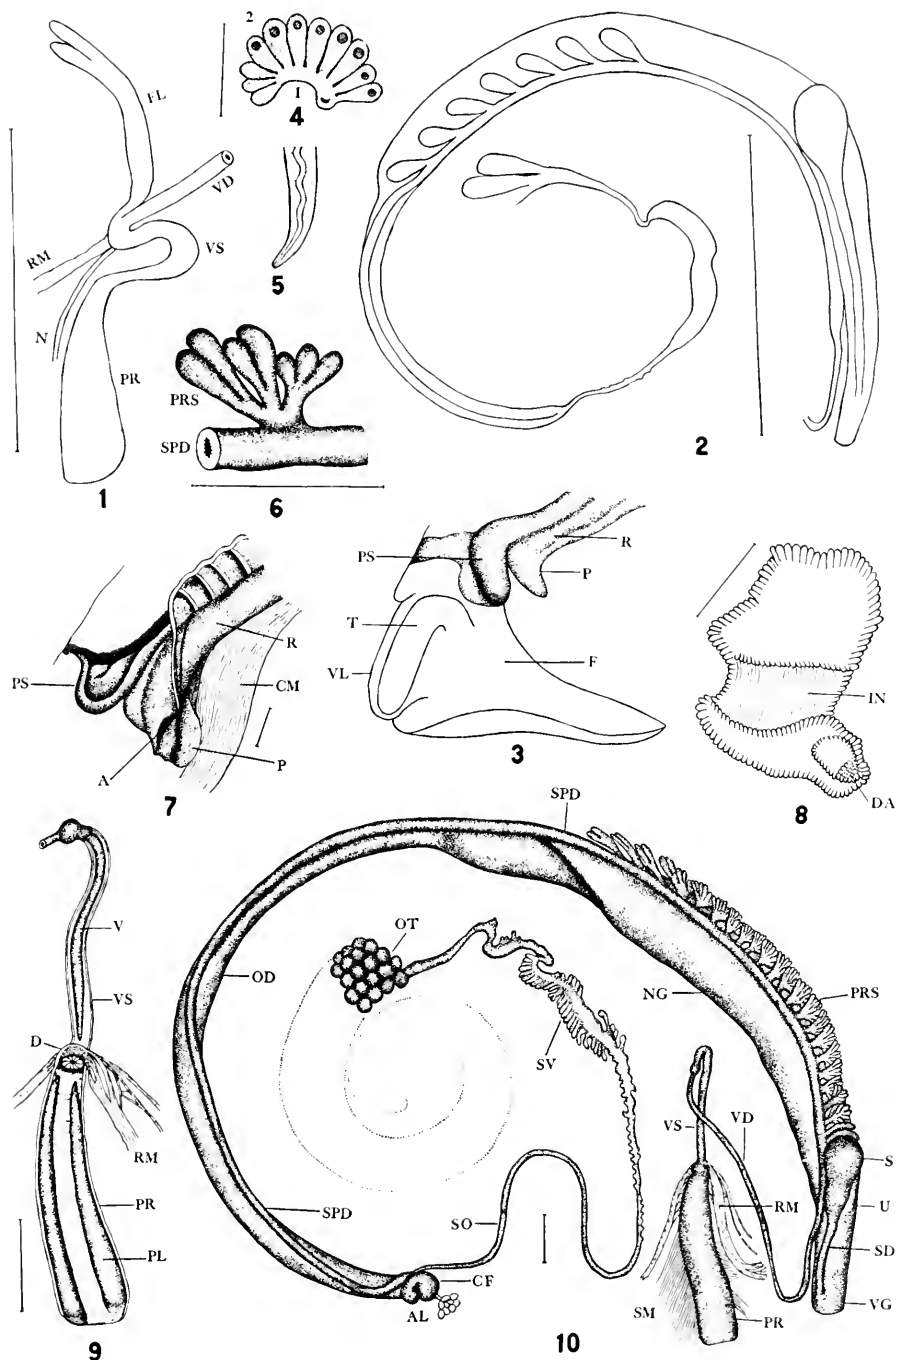 FL
VD
RM
VS
N
PR
1
2
1
4
5
PRS
SPD
6
2
PS
R
CM
A
P
7
PS
R
P
T
F
VL
3
IN
DA
8
V
VS
D
RM
PR
PL
9
SPD
OT
OD
NG
PRS
SV
VS
VD
S
RM
U
SPD
SO
SD
CF
AL
SM
PR
VG
10